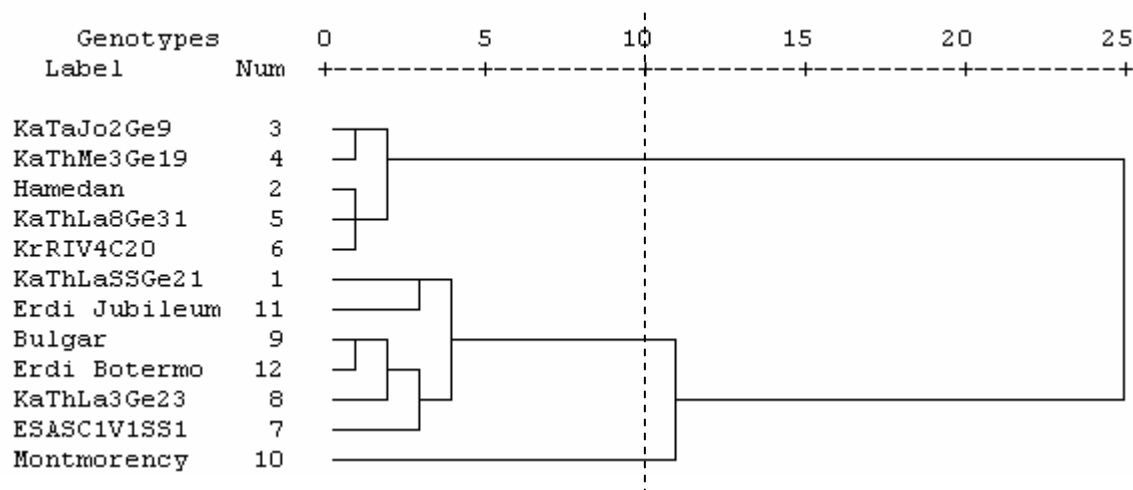 Genotypes 0 5 10 15 20 25
Label Num +---------+---------+---------+---------+---------+
KaTaJo2Ge9 3
KaThMe3Ge19 4
Hamedan 2
KaThLa8Ge31 5
KrRIV4C20 6
KaThLaSSGe21 1
Erdi Jubileum 11
Bulgar 9
Erdi Botermo 12
KaThLa3Ge23 8
ESASC1V1SS1 7
Montmorency 10